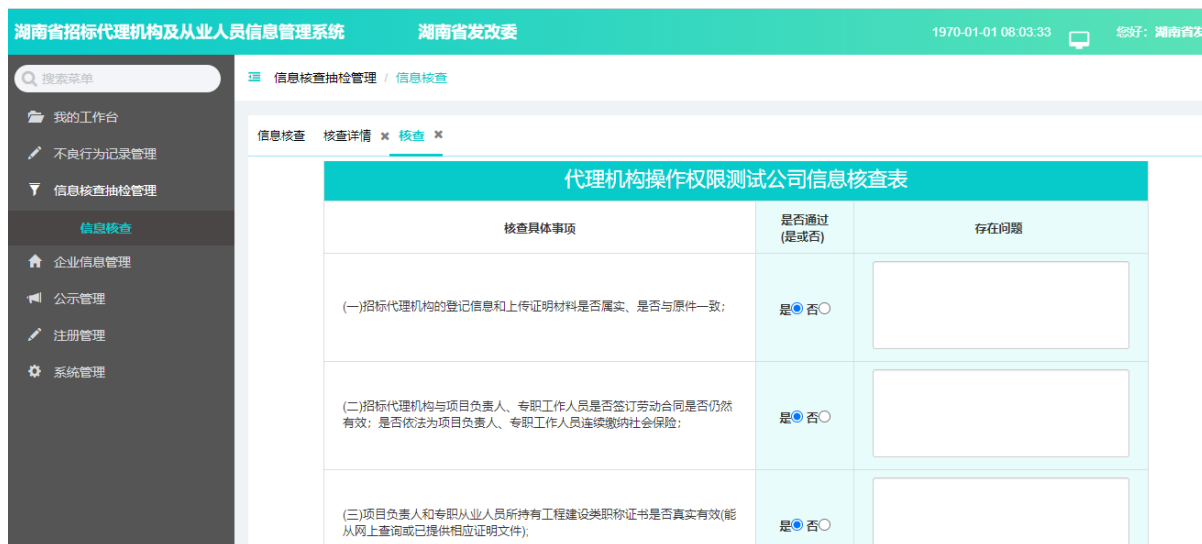 湖南省招标代理机构及从业人员信息管理系统 湖南省发改委 1970-01-01 08:03:33 您好：湖南省发
搜索菜单
信息核查抽检管理 / 信息核查
我的工作台
不良行为记录管理
信息核查抽检管理
信息核查
企业信息管理
公示管理
注册管理
系统管理
信息核查 核查详情 ✖ 核查 ✖
代理机构操作权限测试公司信息核查表
核查具体事项
是否通过
(是或否)
存在问题
(一)招标代理机构的登记信息和上传证明材料是否属实、是否与原件一致；
是 否
(二)招标代理机构与项目负责人、专职工作人员是否签订劳动合同是否仍然
有效；是否依法为项目负责人、专职工作人员连续缴纳社会保险；
是 否
(三)项目负责人和专职从业人员所持有工程建设类职称证书是否真实有效(能
从网上查询或已提供相应证明文件);
是 否